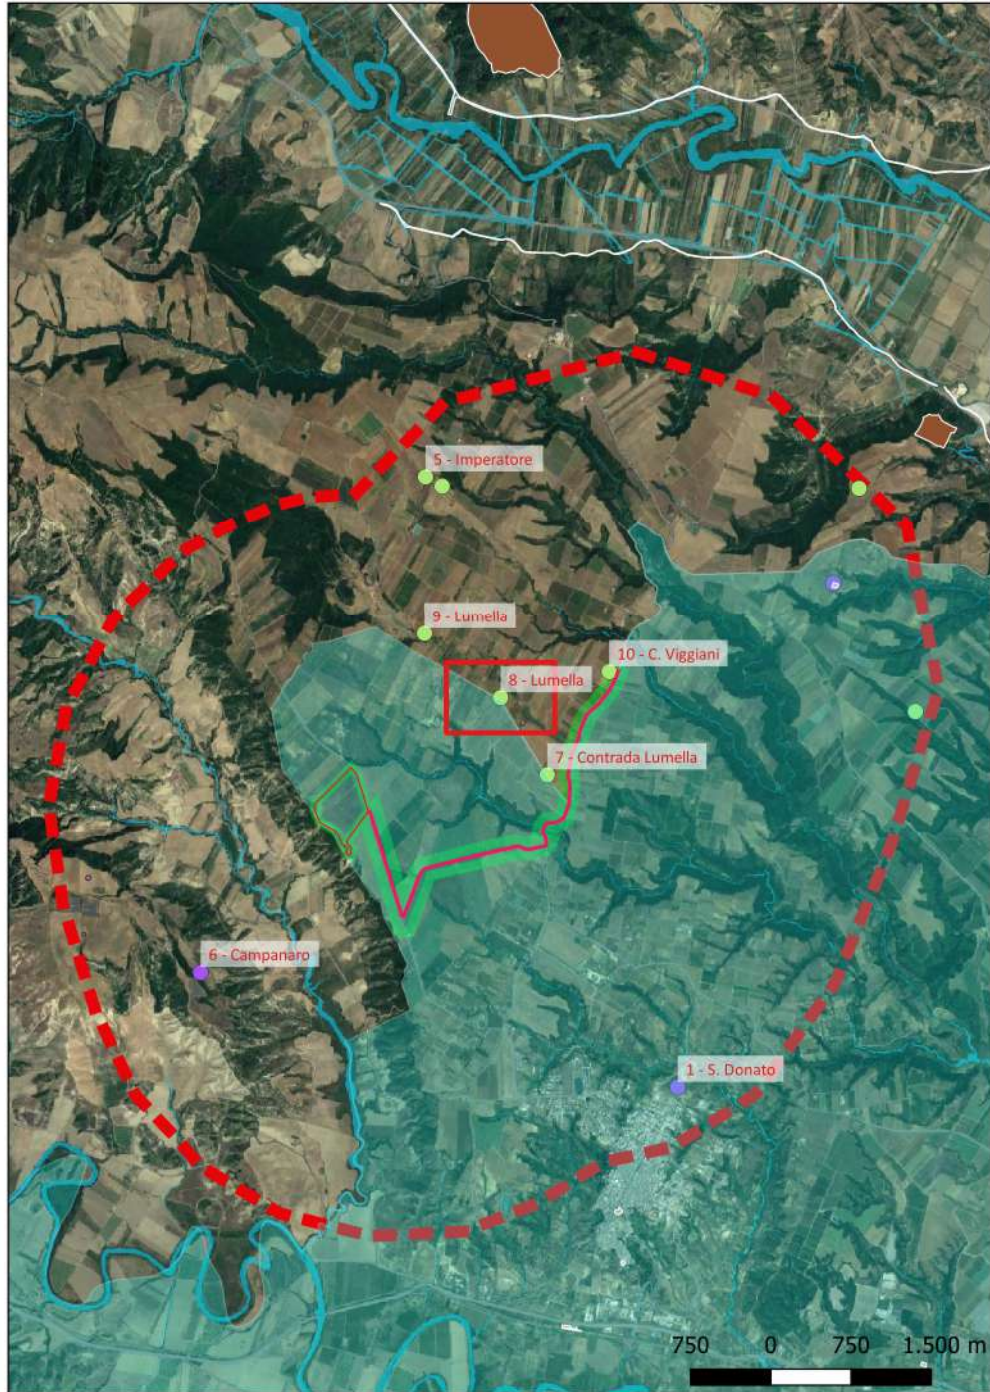 5 - Imperatore
9 - Lumella
10 - C. Viggiani
8 - Lumella
7 - Contrada Lumella
6 - Campanaro
1 - S. Donato
750 0 750 1.500 m